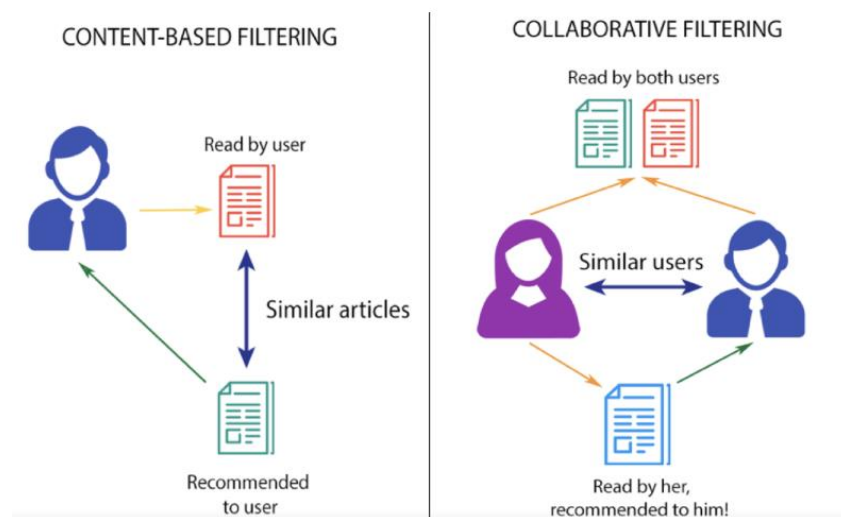 CONTENT-BASED FILTERING
Read by user
Similar articles
Recommended
to user
COLLABORATIVE FILTERING
Read by both users
Similar users
Read by her,
recommended to him!